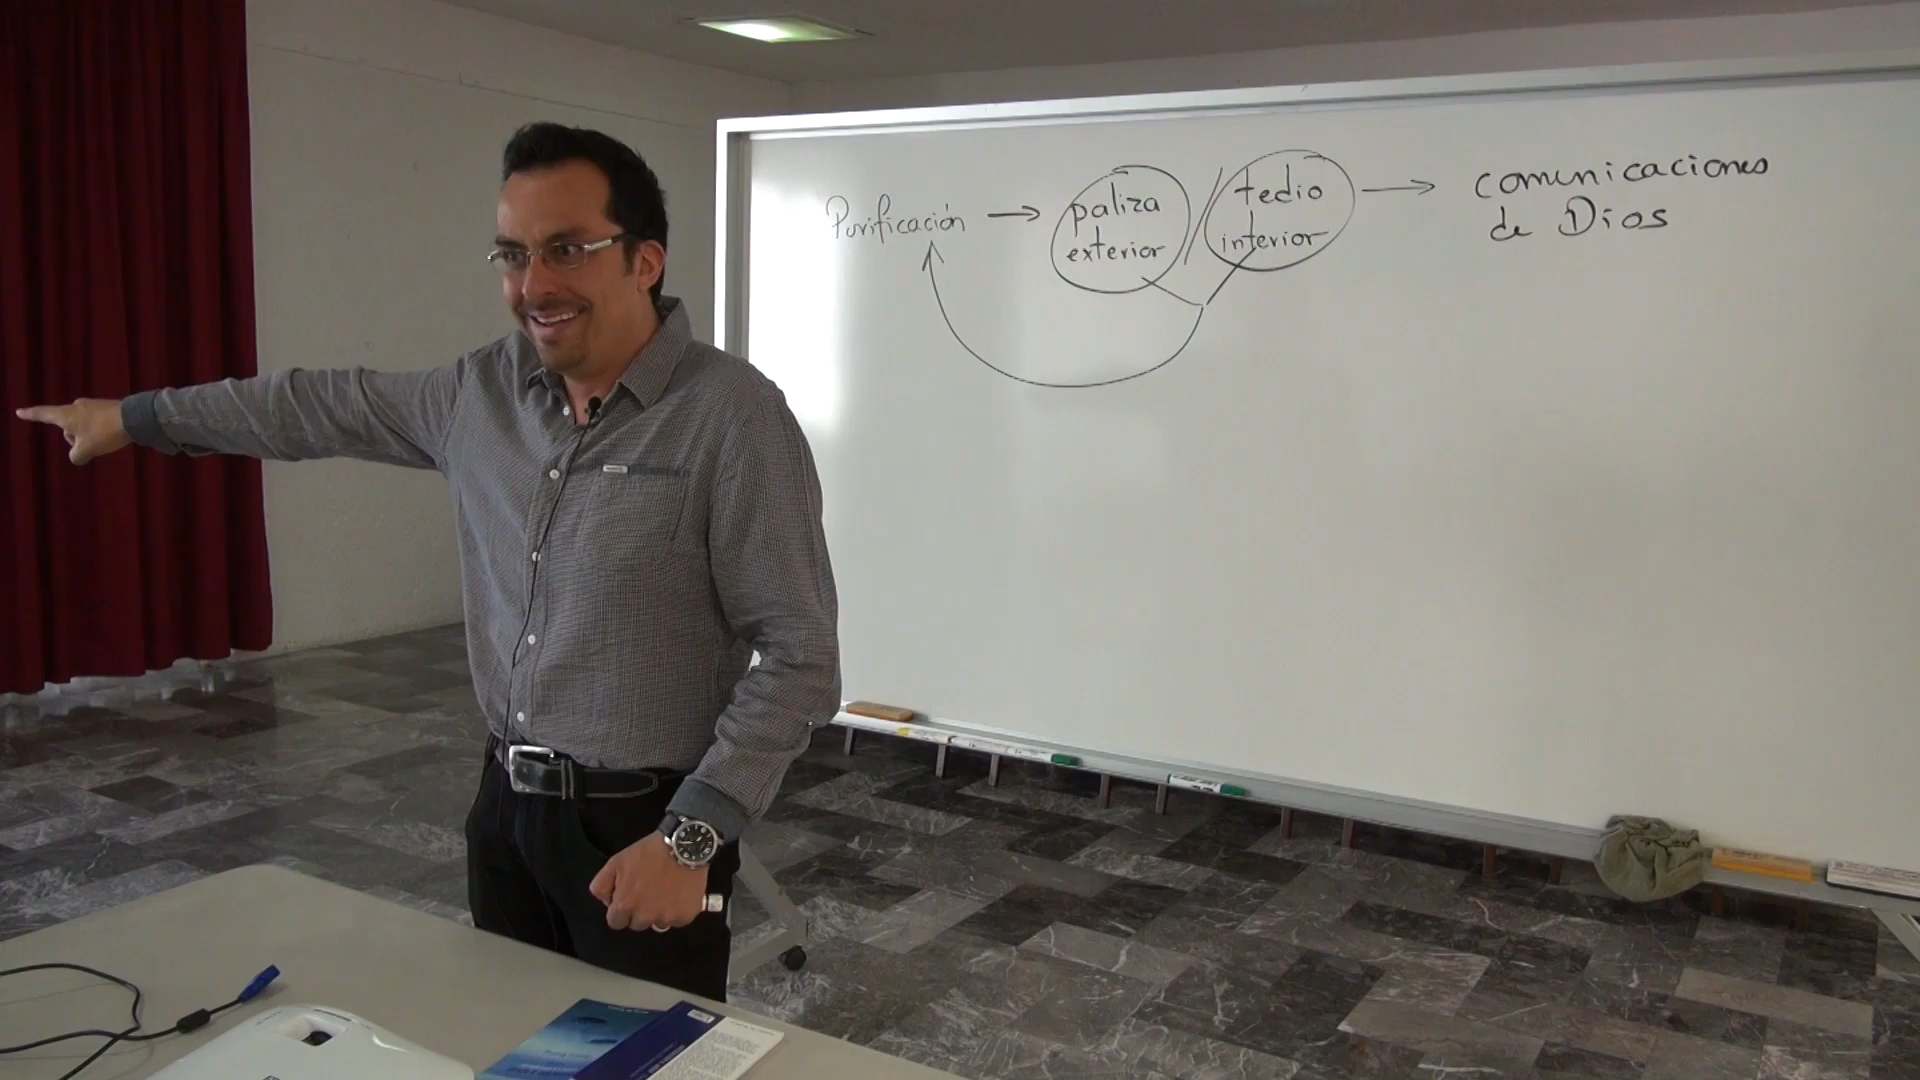 Purificación → paliza / tedio → comunicaciones
exterior interior de Dios